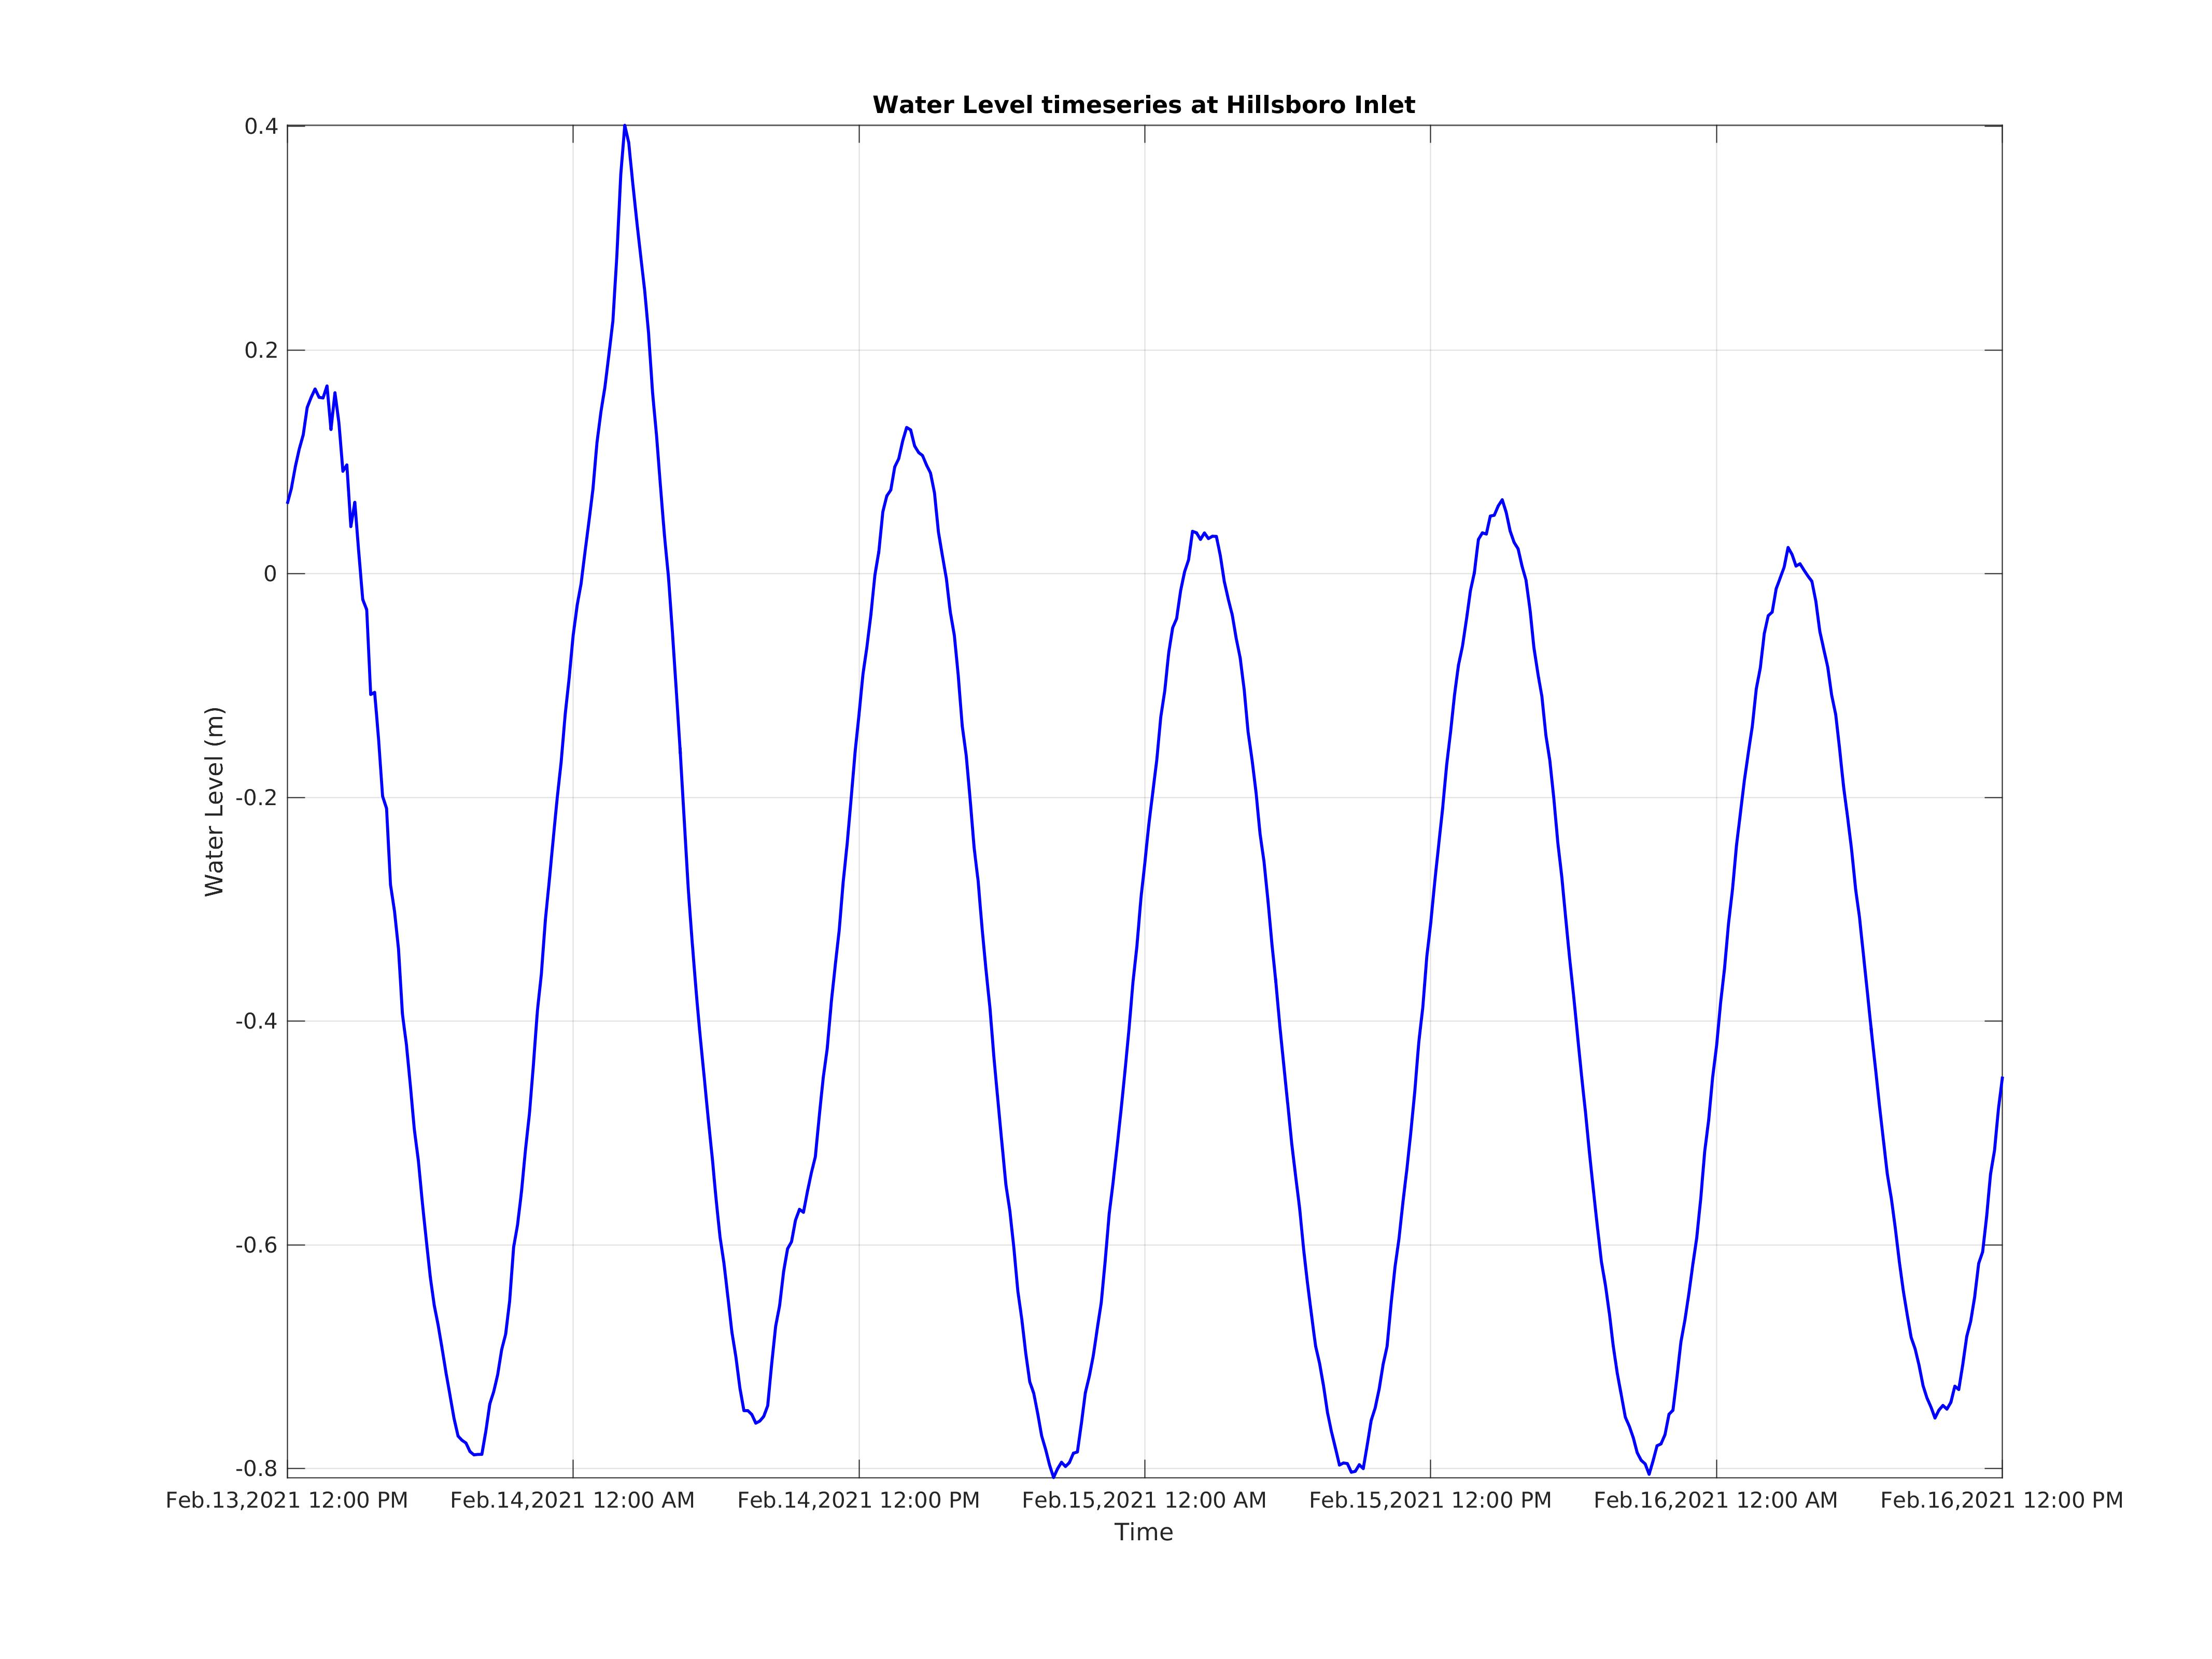 Water Level timeseries at Hillsboro Inlet
0.4
0.2
0
-0.2
-0.4
-0.6
-0.8
Water Level (m)
Feb.13,2021 12:00 PM
Feb.14,2021 12:00 AM
Feb.14,2021 12:00 PM
Feb.15,2021 12:00 AM
Feb.15,2021 12:00 PM
Feb.16,2021 12:00 AM
Feb.16,2021 12:00 PM
Time